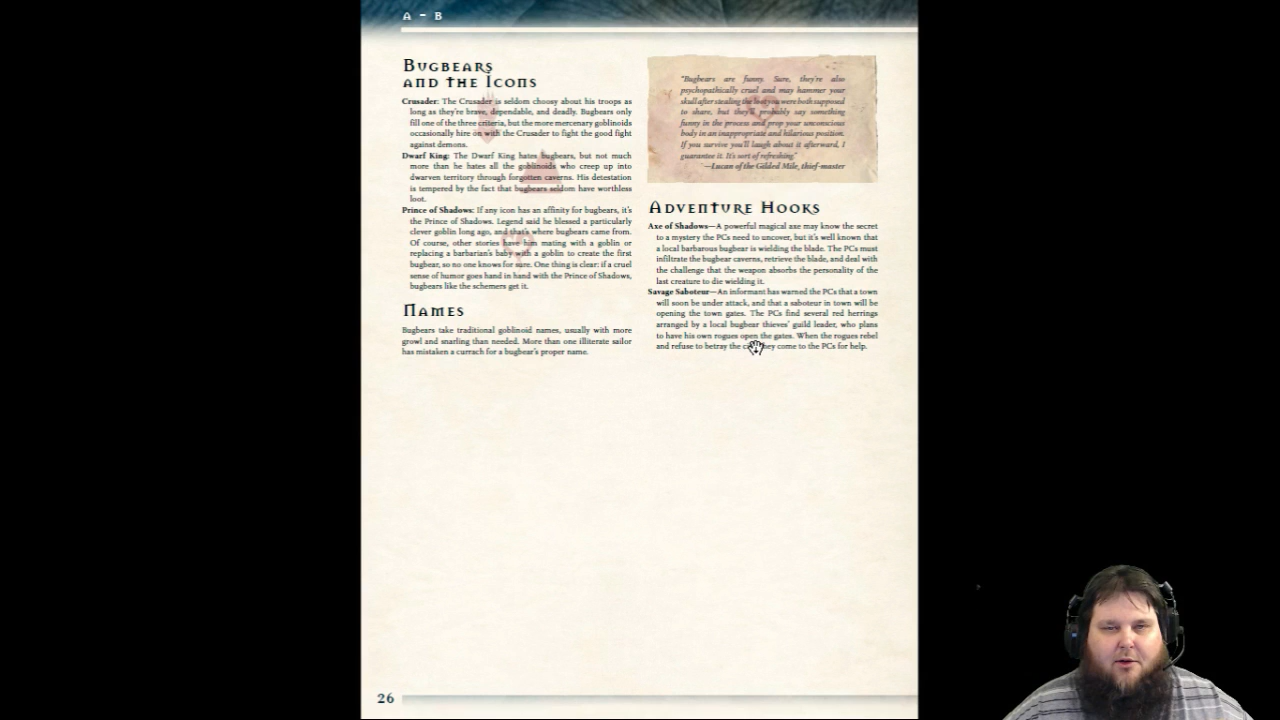 A - B
Bugbears
and the Icons
Crusader: The Crusader is seldom choosy about his troops as
long as they're brave, dependable, and deadly. Bugbears only
fill one of the three criteria, but the more mercenary goblinoids
occasionally hire on with the Crusader to fight the good fight
against demons.
Dwarf King: The Dwarf King hates bugbears, but not much
more than he hates all the goblinoids who creep up into
dwarven territory through forgotten caverns. His detestation
is tempered by the fact that bugbears seldom have worthless
loot.
Prince of Shadows: If any icon has an affinity for bugbears, it's
the Prince of Shadows. Legend said he blessed a particularly
clever goblin long ago, and that's where bugbears came from.
Of course, other stories have him mating with a goblin or
replacing a barbarian's baby with a goblin to create the first
bugbear, so no one knows for sure. One thing is clear: if a cruel
sense of humor goes hand in hand with the Prince of Shadows,
bugbears like the schemers get it.
Names
Bugbears take traditional goblinoid names, usually with more
growl and snarling than needed. More than one illiterate sailor
has mistaken a currach for a bugbear's proper name.
"Bugbears are funny. Sure, they're also
psychopathically cruel and may hammer your
skull after stealing the loot you were both supposed
to share, but they'll probably say something
funny in the process and prop your unconscious
body in an inappropriate and hilarious position.
If you survive you'll laugh about it afterward, I
guarantee it. It's sort of refreshing."
—Lucan of the Gilded Mile, thief-master
Adventure Hooks
Axe of Shadows—A powerful magical axe may know the secret
to a mystery the PCs need to uncover, but it's well known that
a local barbarous bugbear is wielding the blade. The PCs must
infiltrate the bugbear caverns, retrieve the blade, and deal with
the challenge that the weapon absorbs the personality of the
last creature to die wielding it.
Savage Saboteur—An informant has warned the PCs that a town
will soon be under attack, and that a saboteur in town will be
opening the town gates. The PCs find several red herrings
arranged by a local bugbear thieves' guild leader, who plans
to have his own rogues open the gates. When the rogues rebel
and refuse to betray the they come to the PCs for help.
26